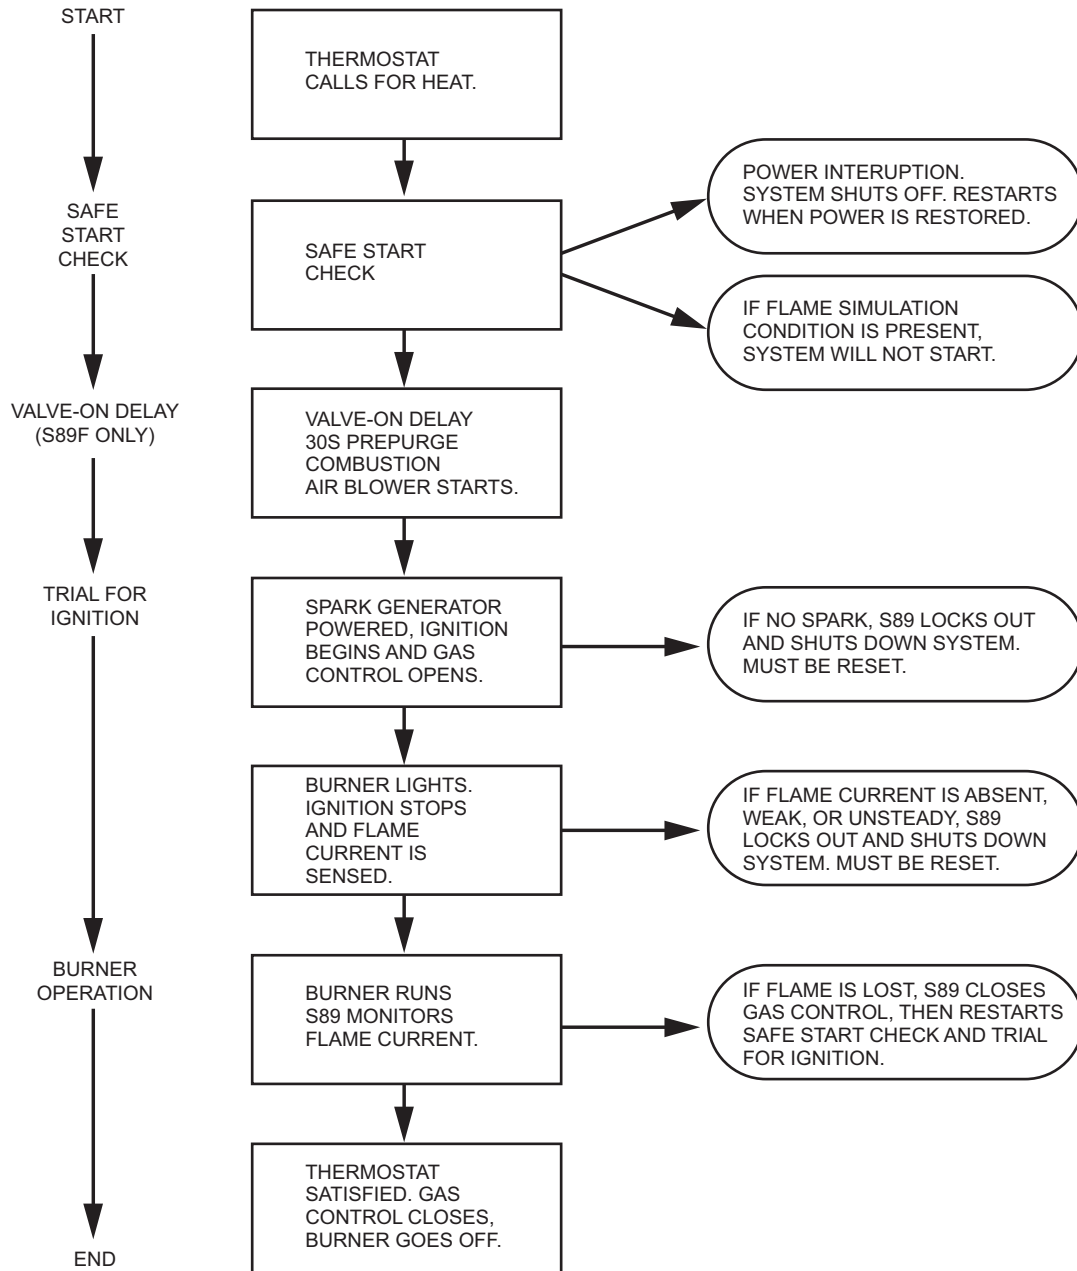 START
THERMOSTAT
CALLS FOR HEAT.
SAFE
START
CHECK
SAFE START
CHECK
POWER INTERUPTION.
SYSTEM SHUTS OFF. RESTARTS
WHEN POWER IS RESTORED.
IF FLAME SIMULATION
CONDITION IS PRESENT,
SYSTEM WILL NOT START.
VALVE-ON DELAY
(S89F ONLY)
VALVE-ON DELAY
30S PREPURGE
COMBUSTION
AIR BLOWER STARTS.
TRIAL FOR
IGNITION
SPARK GENERATOR
POWERED, IGNITION
BEGINS AND GAS
CONTROL OPENS.
IF NO SPARK, S89 LOCKS OUT
AND SHUTS DOWN SYSTEM.
MUST BE RESET.
BURNER LIGHTS.
IGNITION STOPS
AND FLAME
CURRENT IS
SENSED.
IF FLAME CURRENT IS ABSENT,
WEAK, OR UNSTEADY, S89
LOCKS OUT AND SHUTS DOWN
SYSTEM. MUST BE RESET.
BURNER
OPERATION
BURNER RUNS
S89 MONITORS
FLAME CURRENT.
IF FLAME IS LOST, S89 CLOSES
GAS CONTROL, THEN RESTARTS
SAFE START CHECK AND TRIAL
FOR IGNITION.
THERMOSTAT
SATISFIED. GAS
CONTROL CLOSES,
BURNER GOES OFF.
END